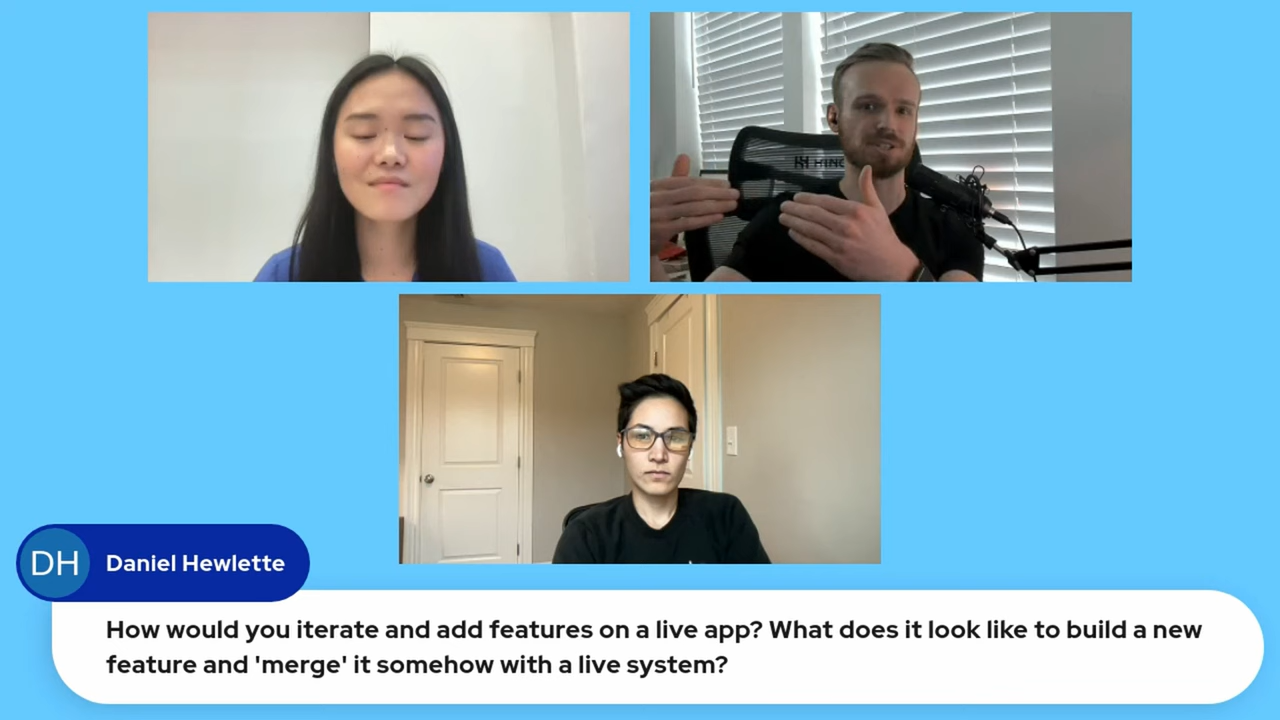 DH
Daniel Hewlette
How would you iterate and add features on a live app? What does it look like to build a new
feature and 'merge' it somehow with a live system?